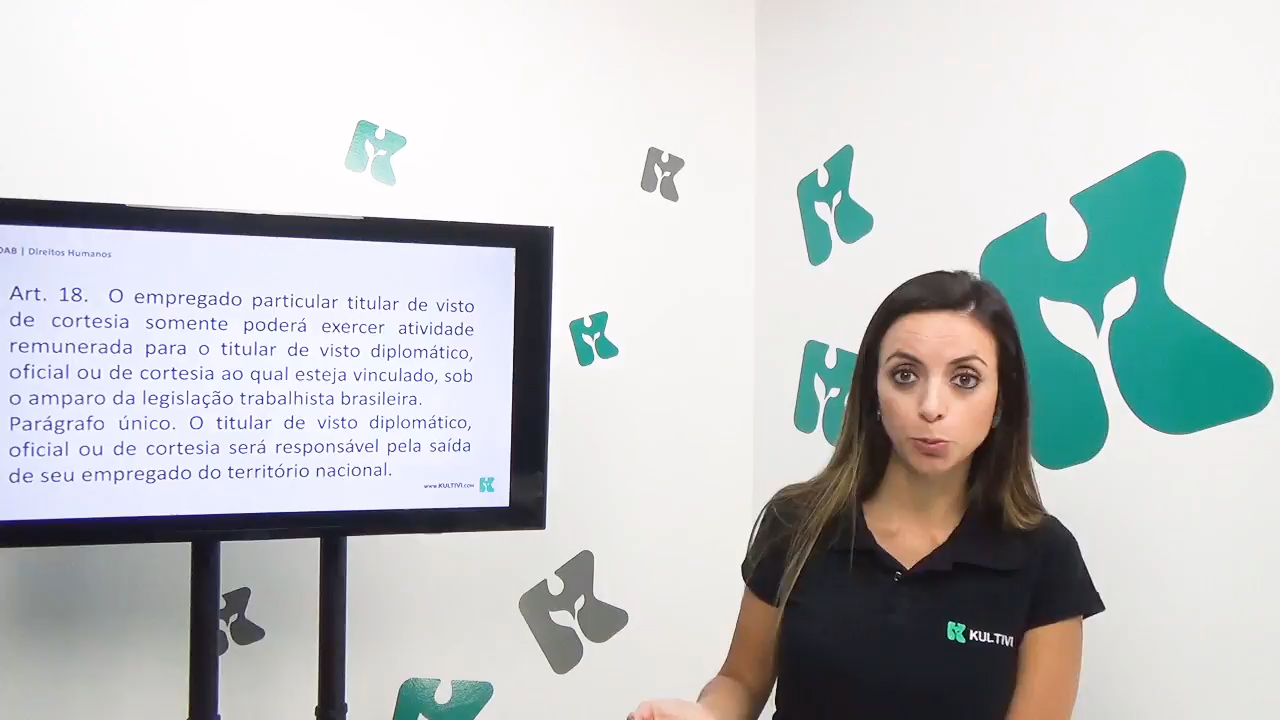 OAB | Direitos Humanos
Art. 18. O empregado particular titular de visto
de cortesia somente poderá exercer atividade
remunerada para o titular de visto diplomático,
oficial ou de cortesia ao qual esteja vinculado, sob
o amparo da legislação trabalhista brasileira.
Parágrafo único. O titular de visto diplomático,
oficial ou de cortesia será responsável pela saída
de seu empregado do território nacional.
www.KULTIVI.com
KULTIVI